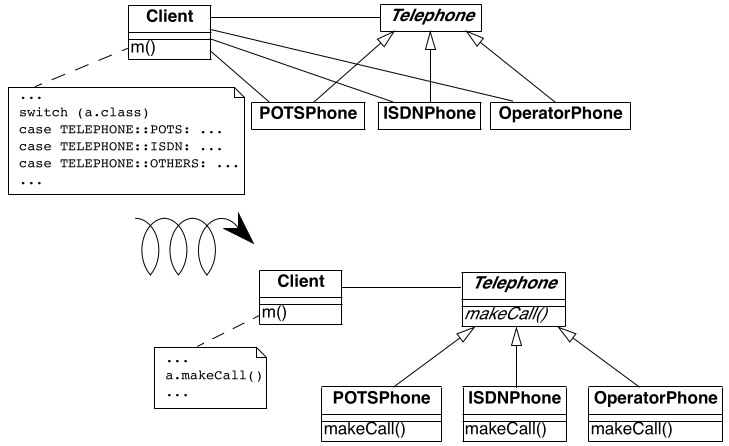 Client
Telephone
m()
...
switch (a.class)
case TELEPHONE::POTS: ...
case TELEPHONE::ISDN: ...
case TELEPHONE::OTHERS: ...
...
POTSPhone
ISDNPhone
OperatorPhone
Client
Telephone
m()
makeCall()
...
a.makeCall()
...
POTSPhone
ISDNPhone
OperatorPhone
makeCall()
makeCall()
makeCall()